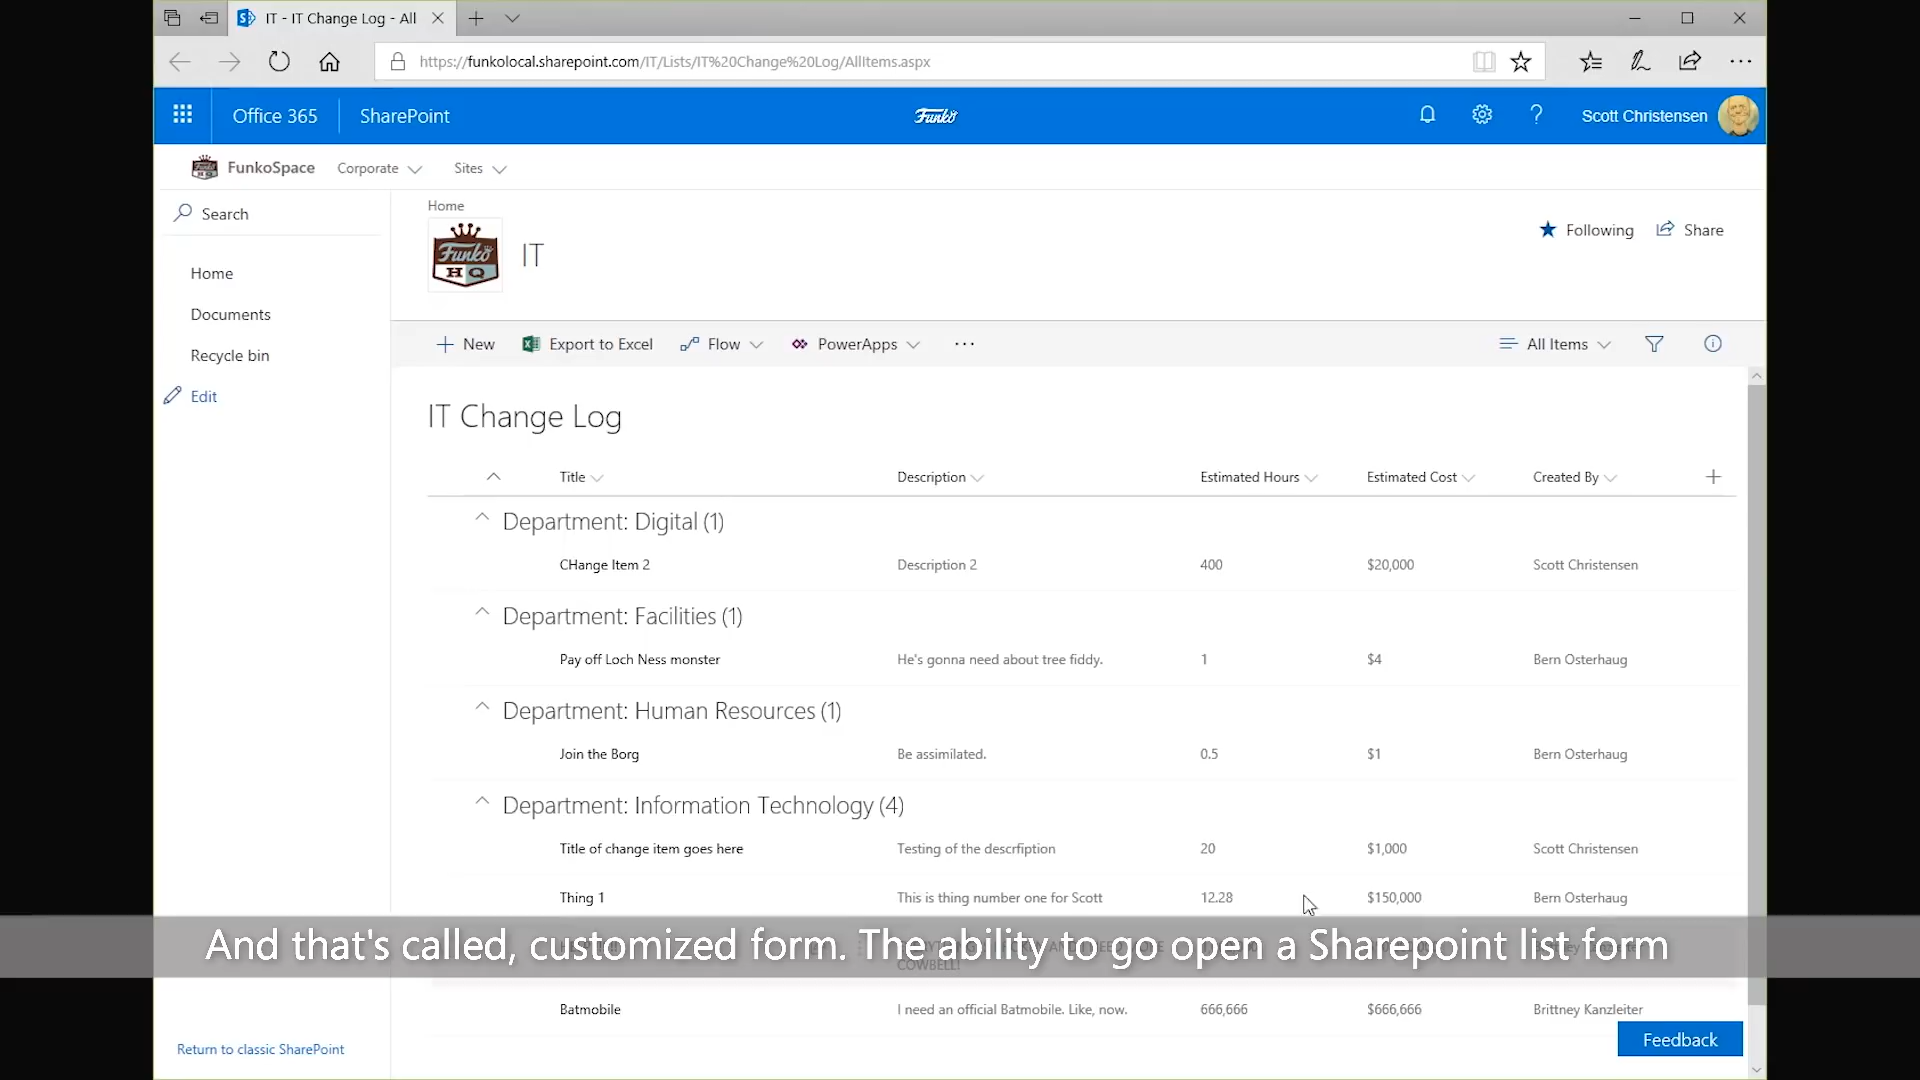 IT - IT Change Log - All
https://funkolocal.sharepoint.com/IT/Lists/IT%20Change%20Log/AllItems.aspx
Office 365 SharePoint Funko ? Scott Christensen
FunkoSpace Corporate Sites
Search
Home
Documents
Recycle bin
Edit
Home
Funko
HQ
IT
Following Share
New Export to Excel Flow PowerApps ... All Items
IT Change Log
Title Description Estimated Hours Estimated Cost Created By
Department: Digital (1)
CHange Item 2 Description 2 400 $20,000 Scott Christensen
Department: Facilities (1)
Pay off Loch Ness monster He's gonna need about tree fiddy. 1 $4 Bern Osterhaug
Department: Human Resources (1)
Join the Borg Be assimilated. 0.5 $1 Bern Osterhaug
Department: Information Technology (4)
Title of change item goes here Testing of the descrfiption 20 $1,000 Scott Christensen
Thing 1 This is thing number one for Scott 12.28 $150,000 Bern Osterhaug
And that's called, customized form. The ability to go open a Sharepoint list form
COWBELL!
Batmobile I need an official Batmobile. Like, now. 666,666 $666,666 Brittney Kanzleiter
Feedback
Return to classic SharePoint